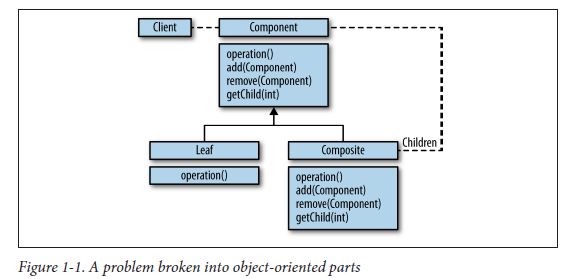 Client
Component
operation()
add(Component)
remove(Component)
getChild(int)
Children
Leaf
Composite
operation()
operation()
add(Component)
remove(Component)
getChild(int)
Figure 1-1. A problem broken into object-oriented parts